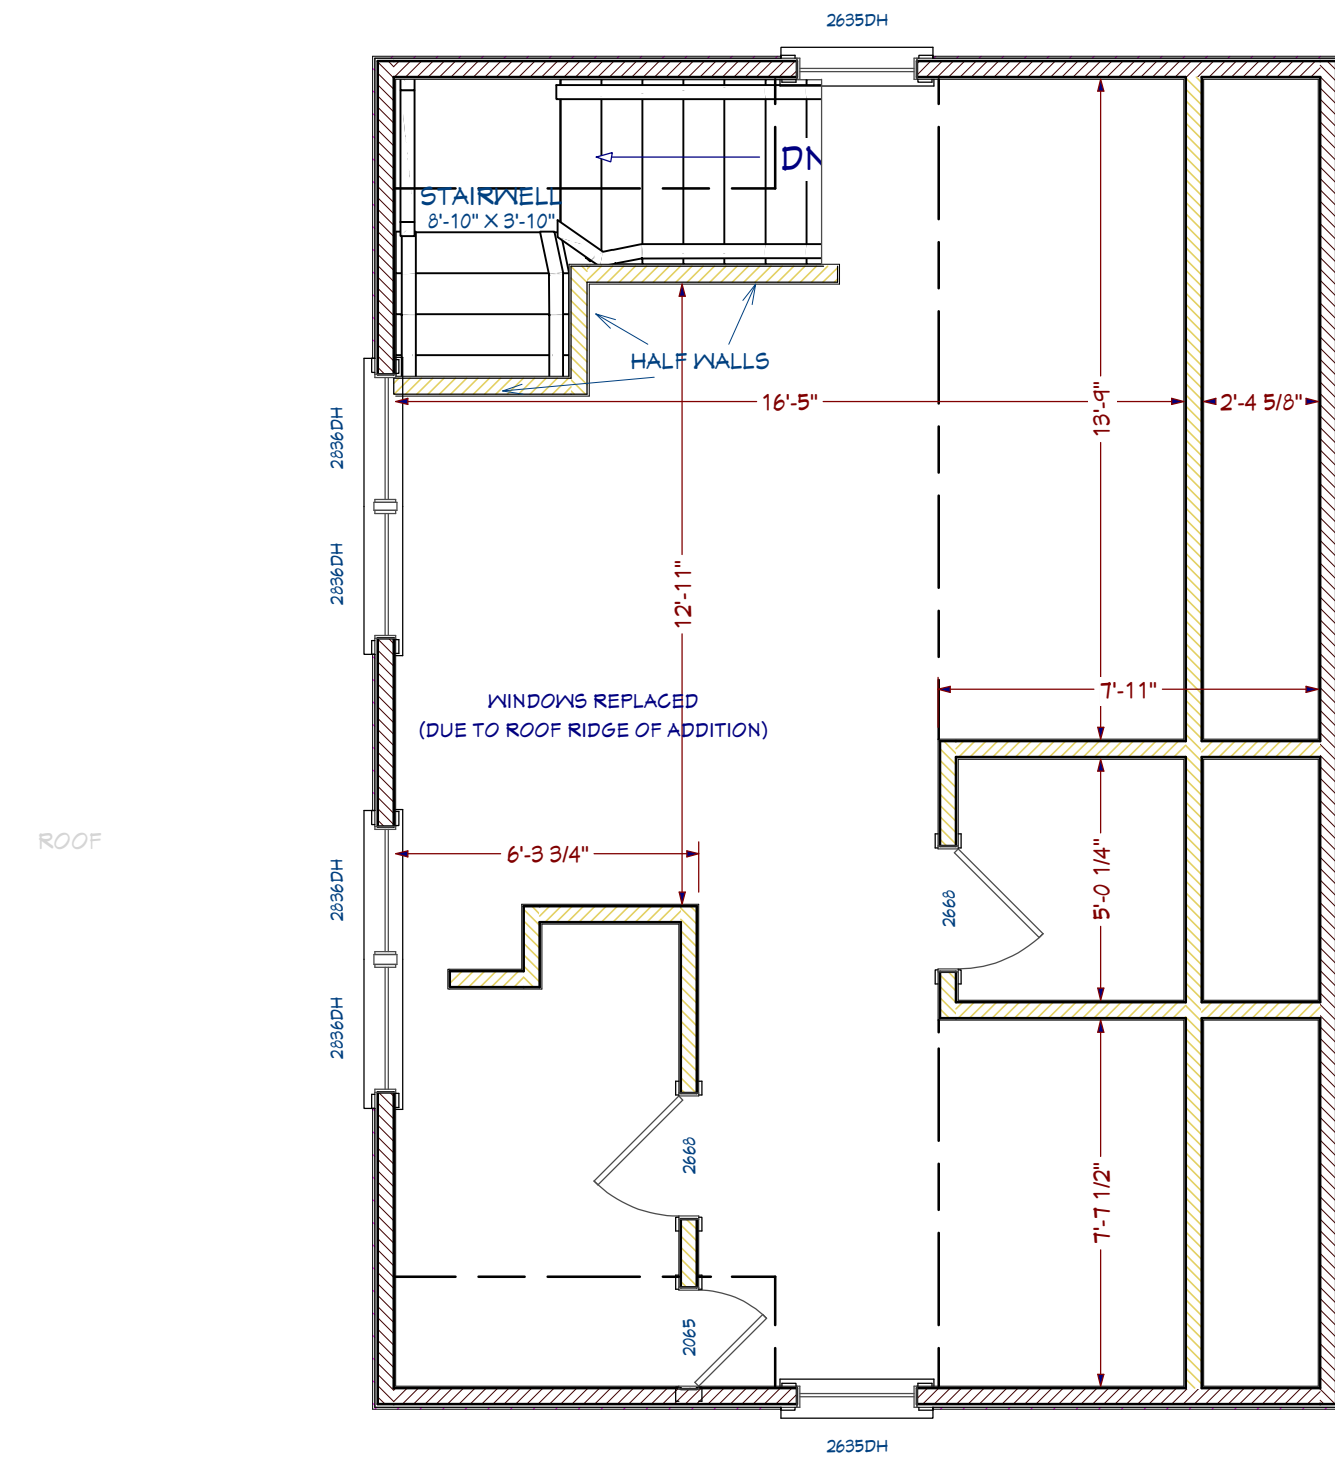 2635DH
DN
STAIRWELL
8'-10" X 3'-10"
HALF WALLS
16'-5"
13'-9"
2'-4 5/8"
2836DH
2836DH
12'-11"
7'-11"
WINDOWS REPLACED
(DUE TO ROOF RIDGE OF ADDITION)
ROOF
6'-3 3/4"
2836DH
2668
5'-0 1/4"
2836DH
2668
7'-7 1/2"
2065
2635DH